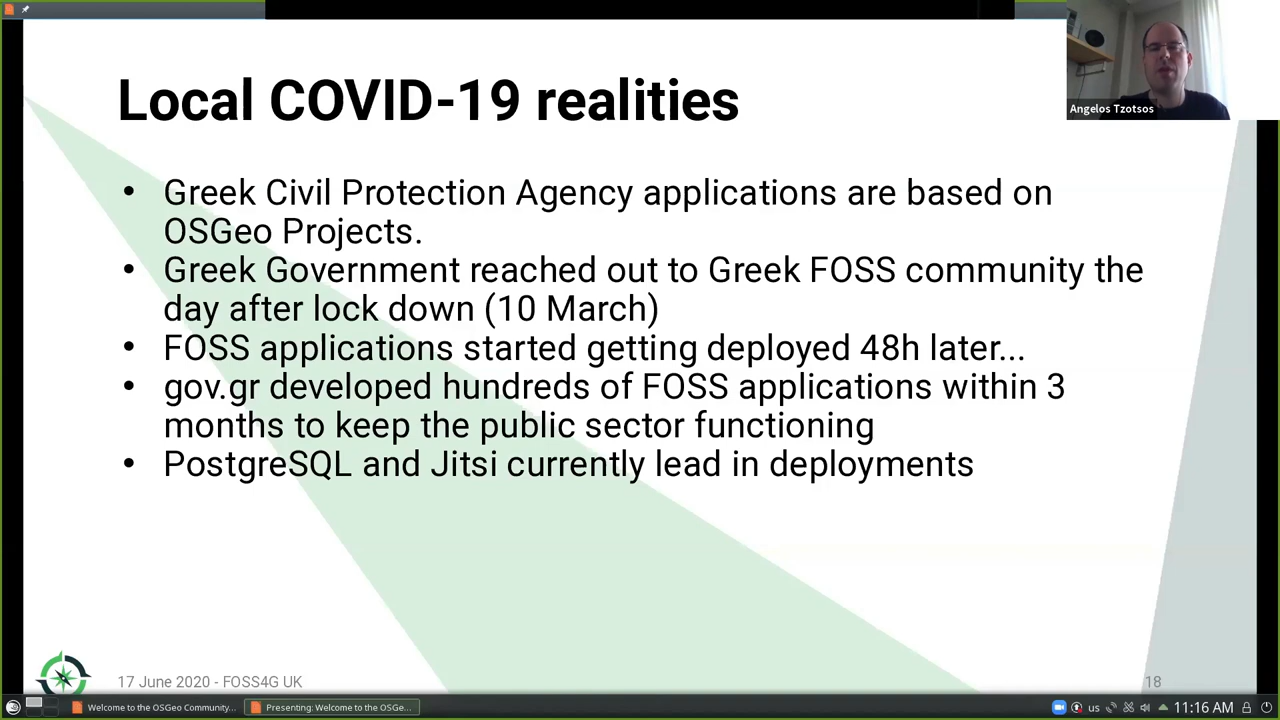 Local COVID-19 realities
Angelos Tzotsos
• Greek Civil Protection Agency applications are based on
OSGeo Projects.
• Greek Government reached out to Greek FOSS community the
day after lock down (10 March)
• FOSS applications started getting deployed 48h later...
• gov.gr developed hundreds of FOSS applications within 3
months to keep the public sector functioning
• PostgreSQL and Jitsi currently lead in deployments
17 June 2020 - FOSS4G UK
18
Welcome to the OSGeo Community...
Presenting: Welcome to the OSGe...
us
11:16 AM